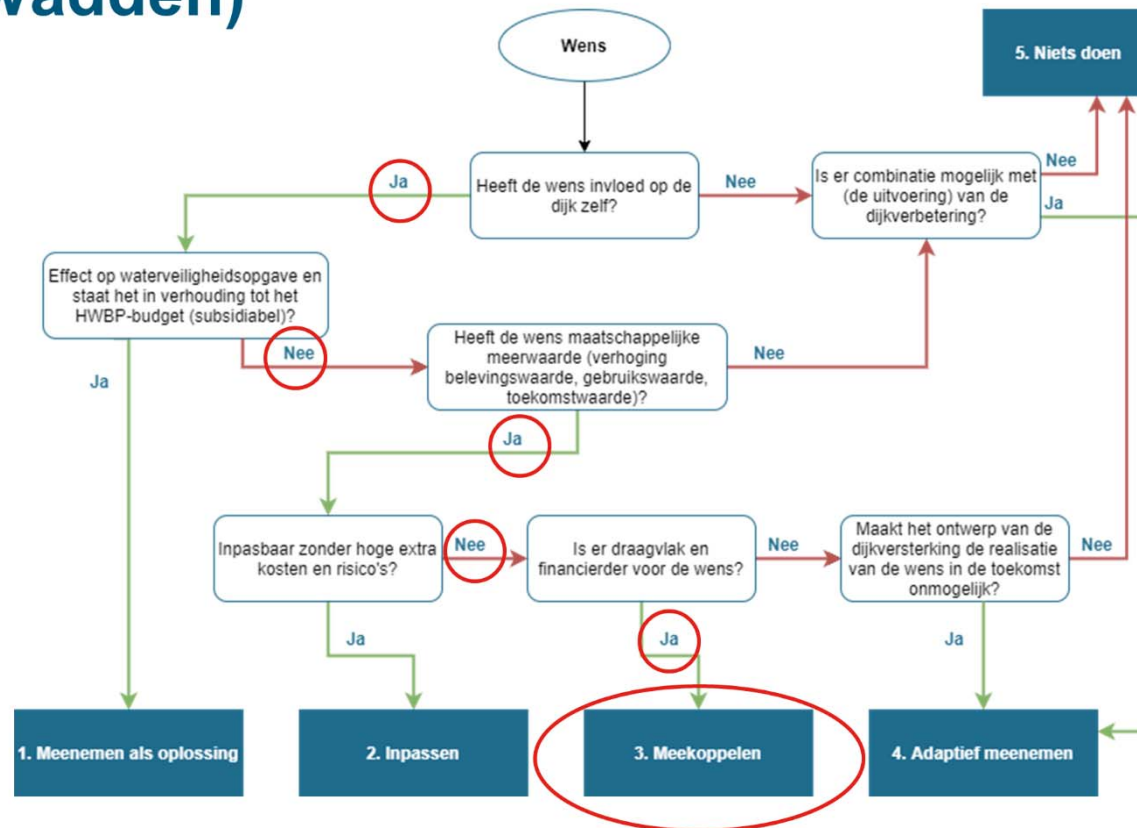 wadden)
Wens
5. Niets doen
Ja
Heeft de wens invloed op de
dijk zelf?
Nee
Is er combinatie mogelijk met
(de uitvoering) van de
dijkverbetering?
Nee
Ja
Effect op waterveiligheidsopgave en
staat het in verhouding tot het
HWBP-budget (subsidiabel)?
Nee
Ja
Heeft de wens maatschappelijke
meerwaarde (verhoging
belevingswaarde, gebruikswaarde,
toekomstwaarde)?
Nee
Ja
Inpasbaar zonder hoge extra
kosten en risico's?
Nee
Is er draagvlak en
financierder voor de wens?
Nee
Maakt het ontwerp van de
dijkversterking de realisatie
van de wens in de toekomst
onmogelijk?
Nee
Ja
Ja
Ja
1. Meenemen als oplossing
2. Inpassen
3. Meekoppelen
4. Adaptief meenemen